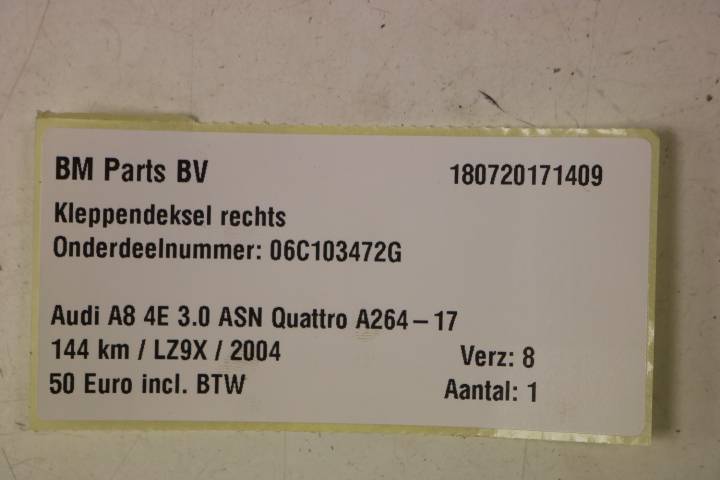 BM Parts BV 180720171409
Kleppendeksel rechts
Onderdeelnummer: 06C103472G
Audi A8 4E 3.0 ASN Quattro A264-17
144 km / LZ9X / 2004 Verz: 8
50 Euro incl. BTW Aantal: 1